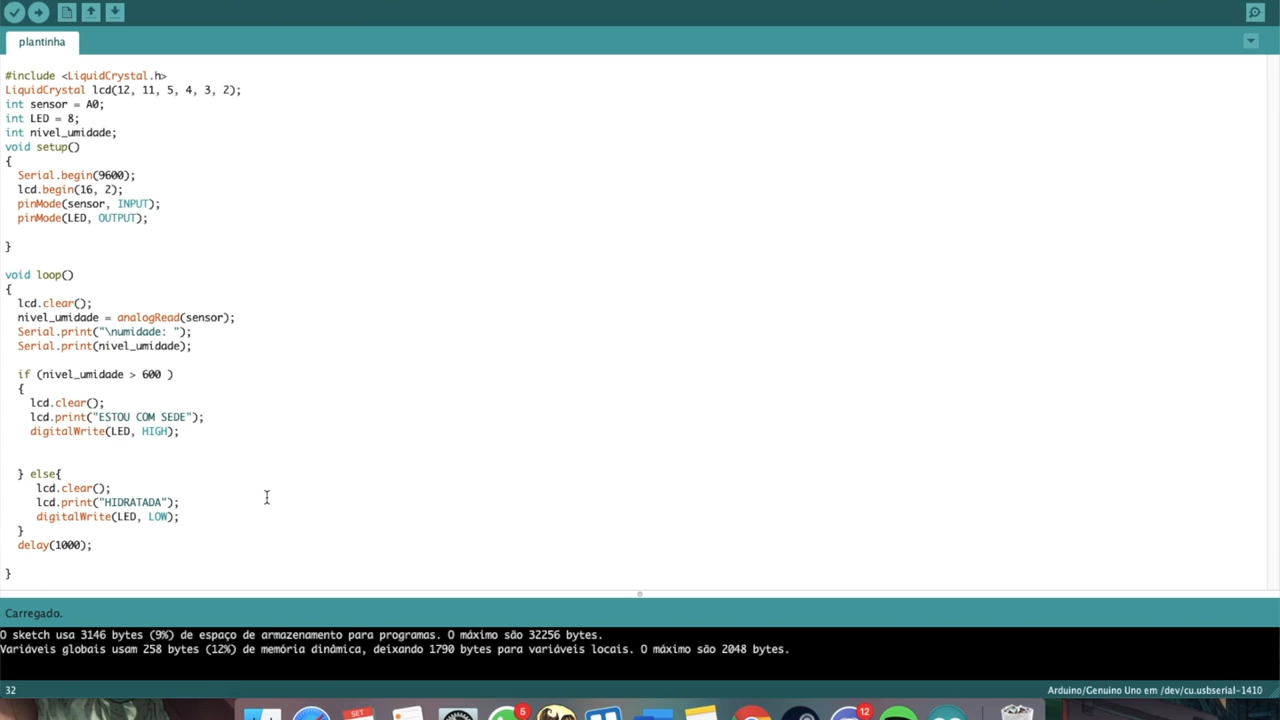 plantinha
#include <LiquidCrystal.h>
LiquidCrystal lcd(12, 11, 5, 4, 3, 2);
int sensor = A0;
int LED = 8;
int nivel_umidade;
void setup()
{
  Serial.begin(9600);
  lcd.begin(16, 2);
  pinMode(sensor, INPUT);
  pinMode(LED, OUTPUT);
}
void loop()
{
  lcd.clear();
  nivel_umidade = analogRead(sensor);
  Serial.print("\numidade: ");
  Serial.print(nivel_umidade);
  if (nivel_umidade > 600 )
  {
    lcd.clear();
    lcd.print("ESTOU COM SEDE");
    digitalWrite(LED, HIGH);
  } else{
     lcd.clear();
     lcd.print("HIDRATADA");
     digitalWrite(LED, LOW);
  }
  delay(1000);
}
Carregado.
O sketch usa 3146 bytes (9%) de espaço de armazenamento para programas. O máximo são 32256 bytes.
Variáveis globais usam 258 bytes (12%) de memória dinâmica, deixando 1790 bytes para variáveis locais. O máximo são 2048 bytes.
32 Arduino/Genuino Uno em /dev/cu.usbserial-1410
SET 5 12